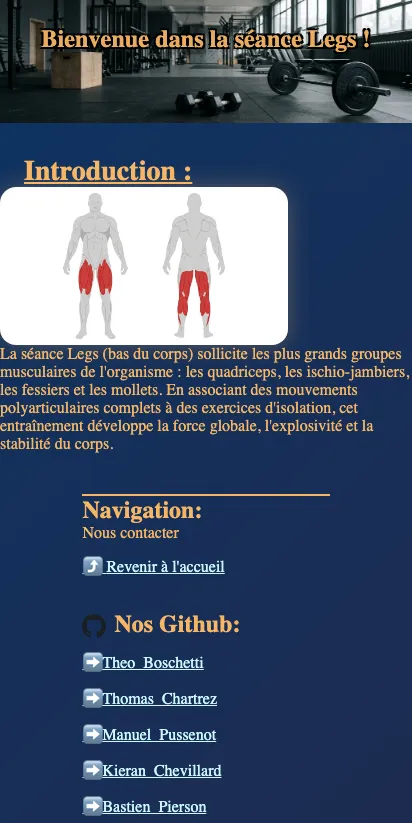 Bienvenue dans la séance Legs !
Introduction :
La séance Legs (bas du corps) sollicite les plus grands groupes
musculaires de l'organisme : les quadriceps, les ischio-jambiers,
les fessiers et les mollets. En associant des mouvements
polyarticulaires complets à des exercices d'isolation, cet
entraînement développe la force globale, l'explosivité et la
stabilité du corps.
Navigation:
Nous contacter
⤴️ Revenir à l'accueil
Nos Github:
➡️Theo_Boschetti
➡️Thomas_Chartrez
➡️Manuel_Pussenot
➡️Kieran_Chevillard
➡️Bastien_Pierson